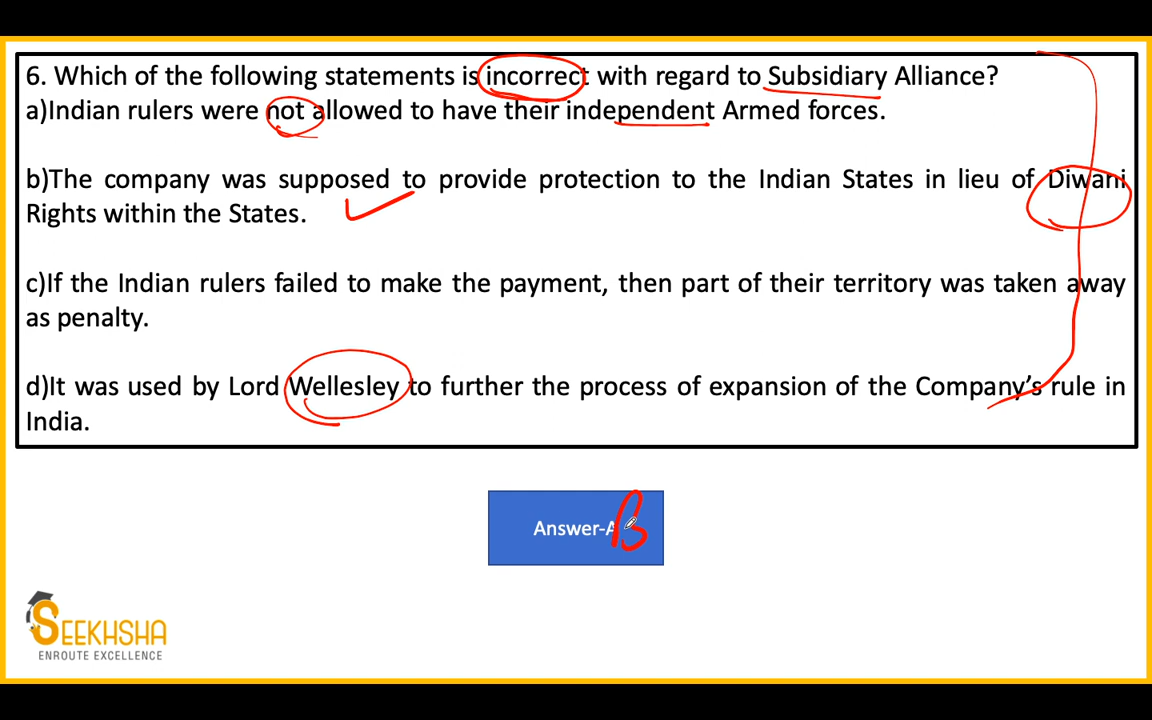 6. Which of the following statements is incorrect with regard to Subsidiary Alliance?
a)Indian rulers were not allowed to have their independent Armed forces.
b)The company was supposed to provide protection to the Indian States in lieu of Diwani
Rights within the States.
c)If the Indian rulers failed to make the payment, then part of their territory was taken away
as penalty.
d)It was used by Lord Wellesley to further the process of expansion of the Company's rule in
India.
Answer-A B
SEEKHSHA
ENROUTE EXCELLENCE